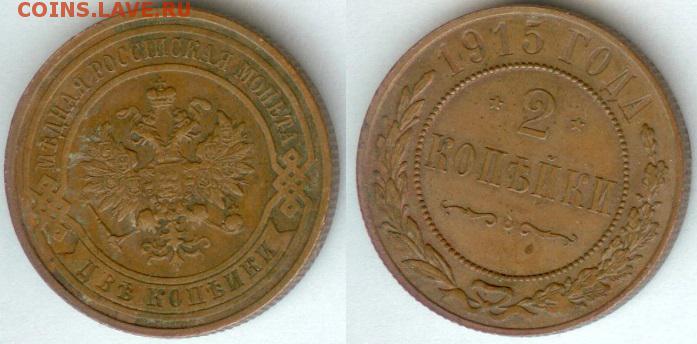 COINS.LAVE.RU
МѢДНАЯ РОССІЙСКАЯ МОНЕТА
ДВѢ КОПѢЙКИ
1915 ГОДА
2
КОПѢЙКИ